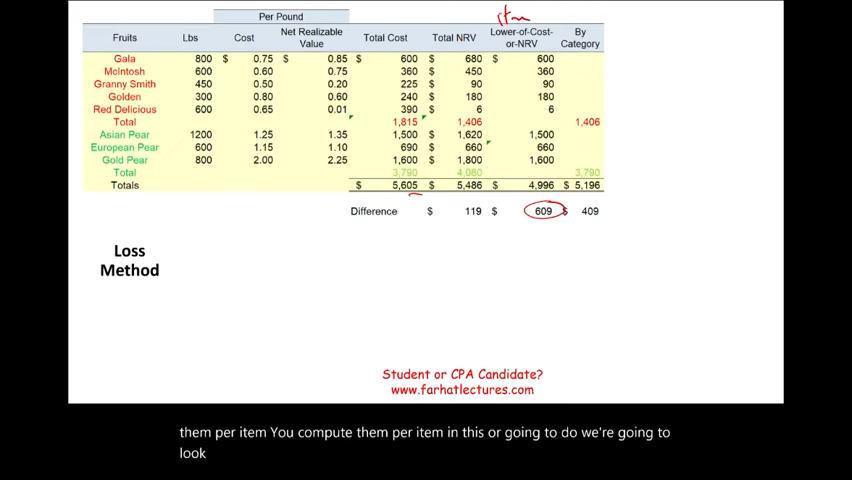 Per Pound
Fruits Lbs Cost Net Realizable Value Total Cost Total NRV Lower-of-Cost-or-NRV By Category
Gala 800 $ 0.75 $ 0.85 $ 600 $ 680 $ 600
McIntosh 600 0.60 0.75 360 $ 450 360
Granny Smith 450 0.50 0.20 225 $ 90 90
Golden 300 0.80 0.60 240 $ 180 180
Red Delicious 600 0.65 0.01 390 $ 6 6
Total 1,815 1,406 1,406
Asian Pear 1200 1.25 1.35 1,500 $ 1,620 1,500
European Pear 600 1.15 1.10 690 $ 660 660
Gold Pear 800 2.00 2.25 1,600 $ 1,800 1,600
Total 3,790 4,080 3,790
Totals $ 5,605 $ 5,486 $ 4,996 $ 5,196
Difference $ 119 $ 609 $ 409
Loss
Method
Student or CPA Candidate?
www.farhatlectures.com
them per item You compute them per item in this or going to do we're going to
look